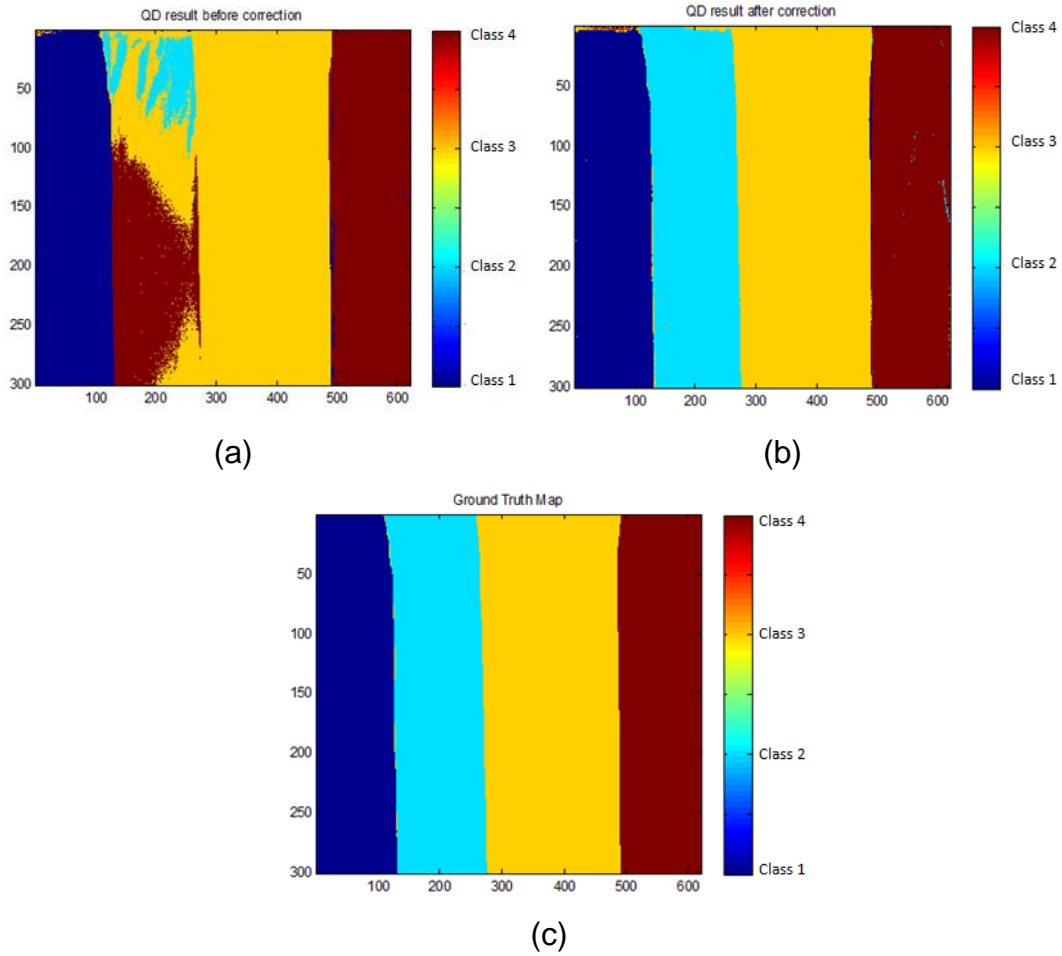 QD result before correction
50
100
150
200
250
300
100 200 300 400 500 600
Class 4
Class 3
Class 2
Class 1
(a)
QD result after correction
50
100
150
200
250
300
100 200 300 400 500 600
Class 4
Class 3
Class 2
Class 1
(b)
Ground Truth Map
50
100
150
200
250
300
100 200 300 400 500 600
Class 4
Class 3
Class 2
Class 1
(c)